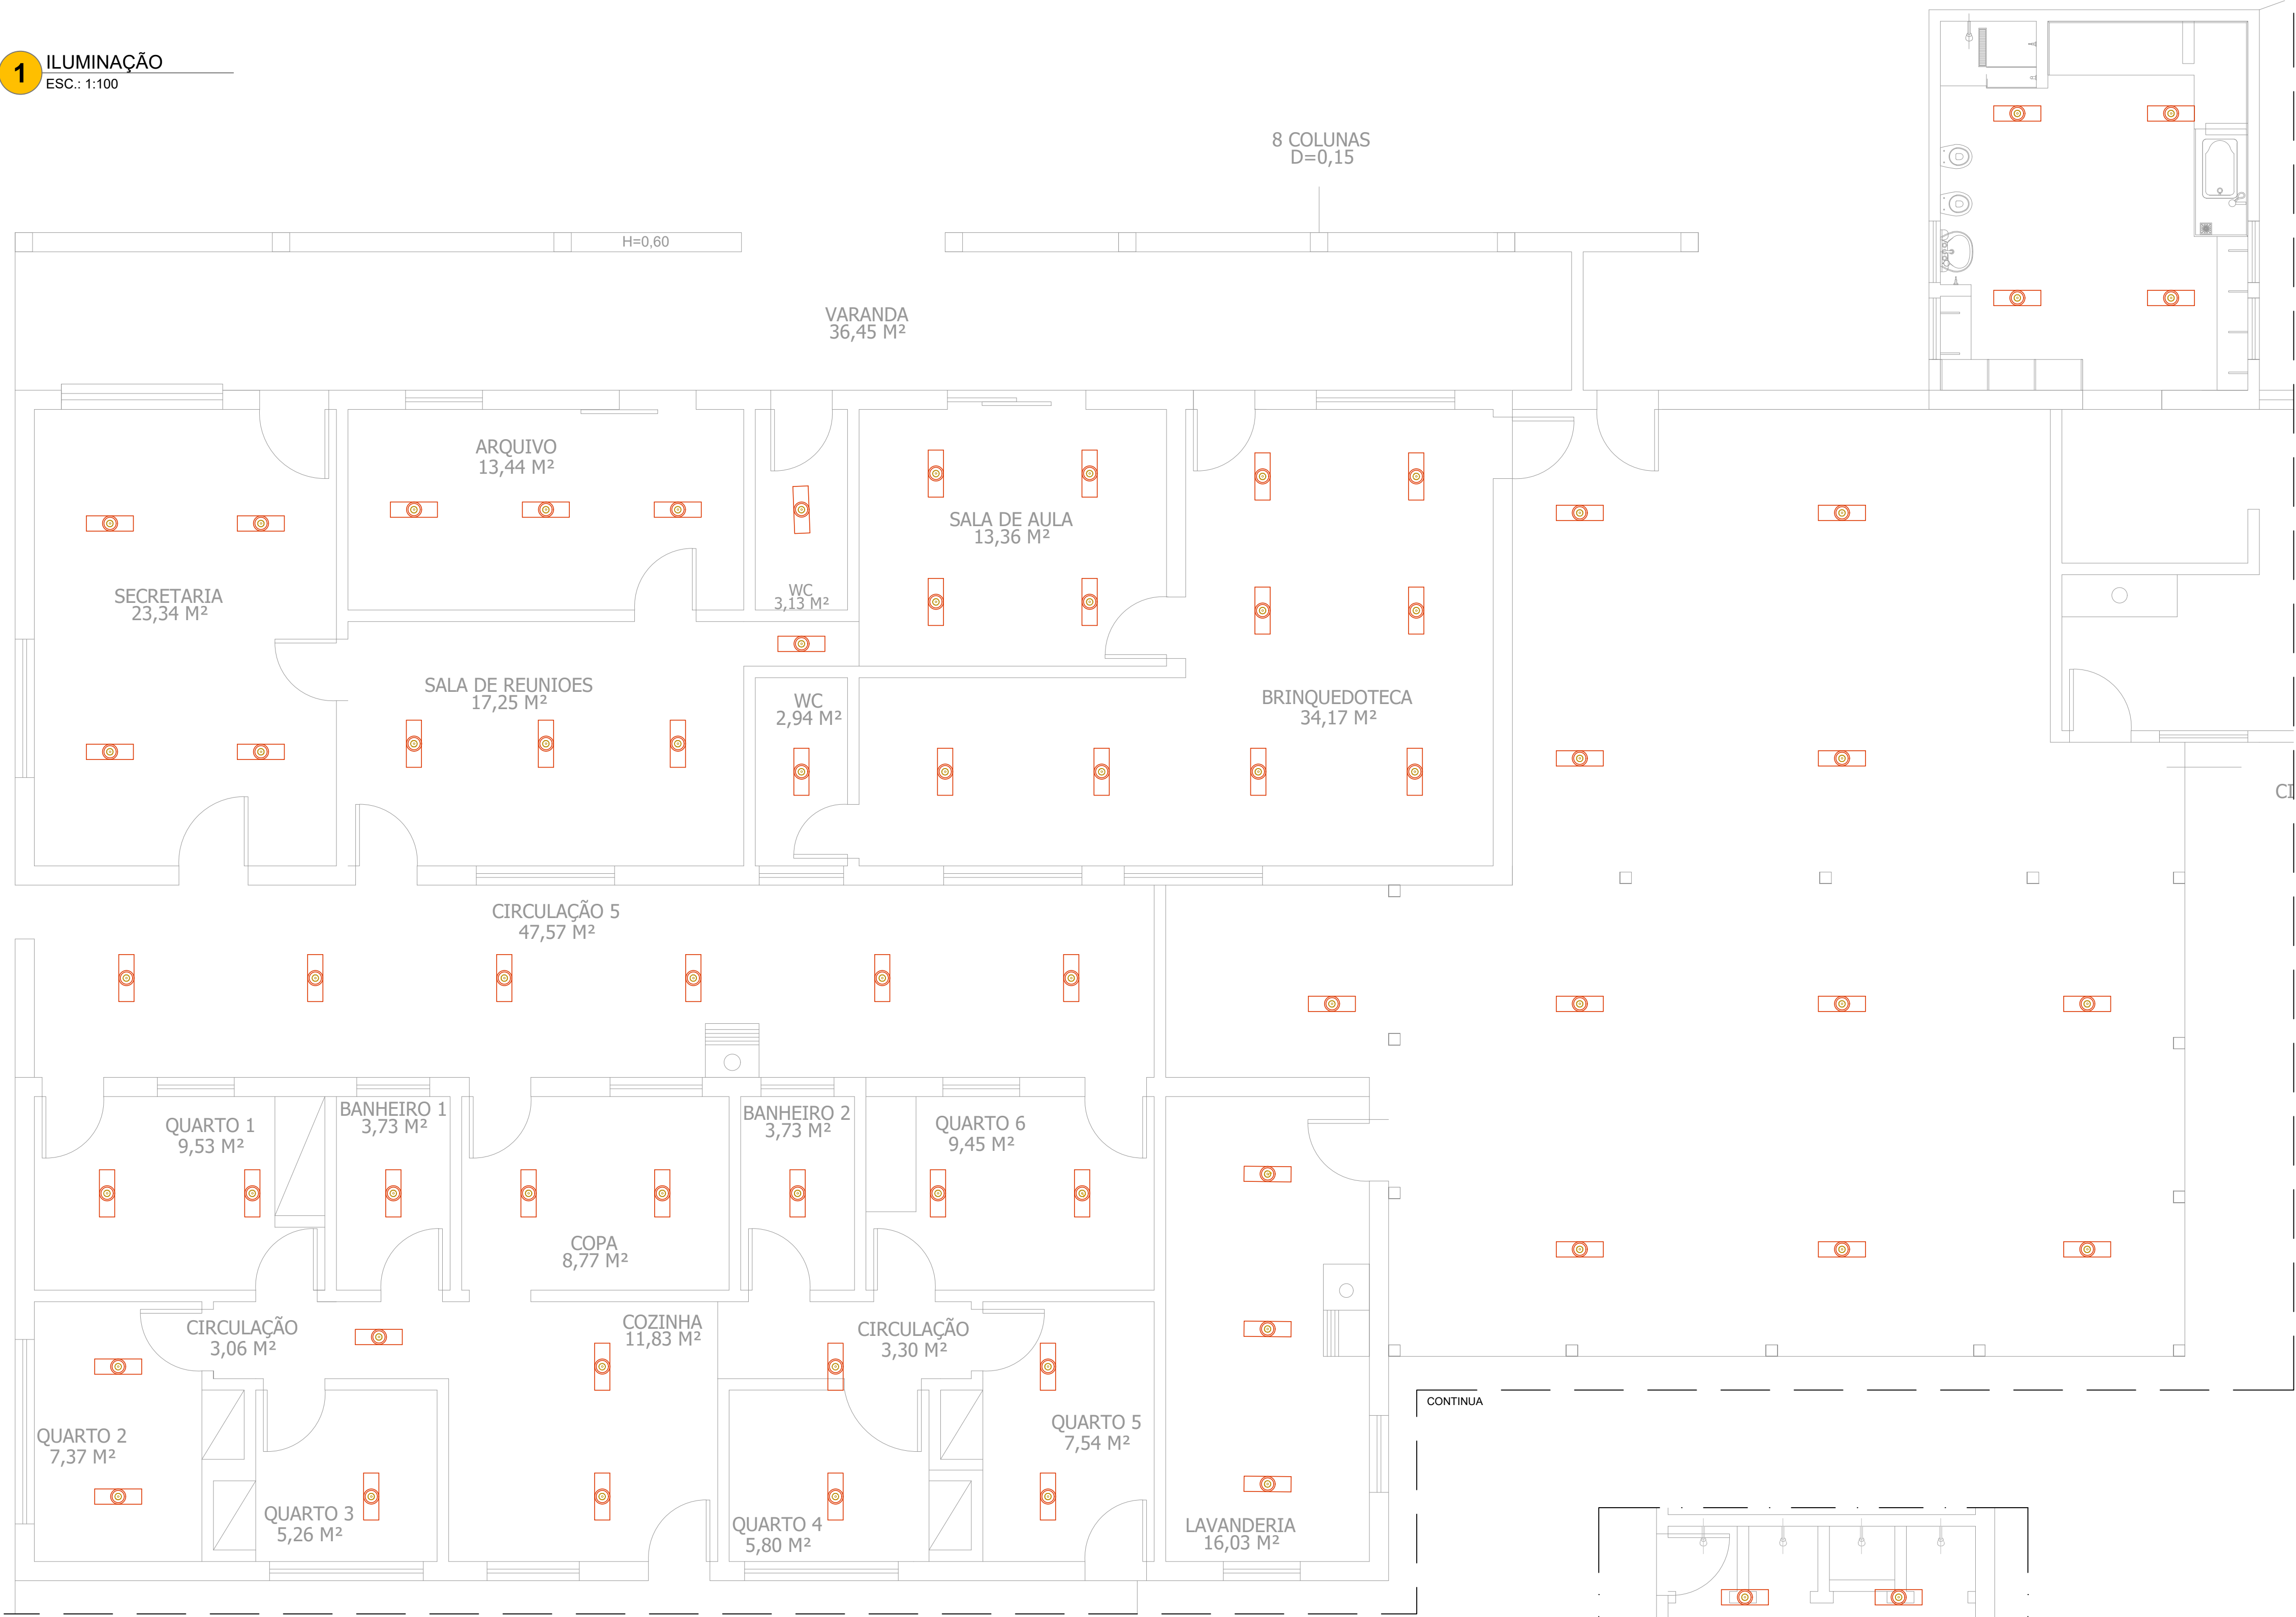 1
ILUMINAÇÃO
ESC.: 1:100
8 COLUNAS
D=0,15
H=0,60
VARANDA
36,45 M²
ARQUIVO
13,44 M²
SALA DE AULA
13,36 M²
SECRETARIA
23,34 M²
WC
3,13 M²
SALA DE REUNIOES
17,25 M²
WC
2,94 M²
BRINQUEDOTECA
34,17 M²
CI
CIRCULAÇÃO 5
47,57 M²
QUARTO 1
9,53 M²
BANHEIRO 1
3,73 M²
BANHEIRO 2
3,73 M²
QUARTO 6
9,45 M²
COPA
8,77 M²
CIRCULAÇÃO
3,06 M²
COZINHA
11,83 M²
CIRCULAÇÃO
3,30 M²
CONTINUA
QUARTO 2
7,37 M²
QUARTO 5
7,54 M²
QUARTO 3
5,26 M²
QUARTO 4
5,80 M²
LAVANDERIA
16,03 M²